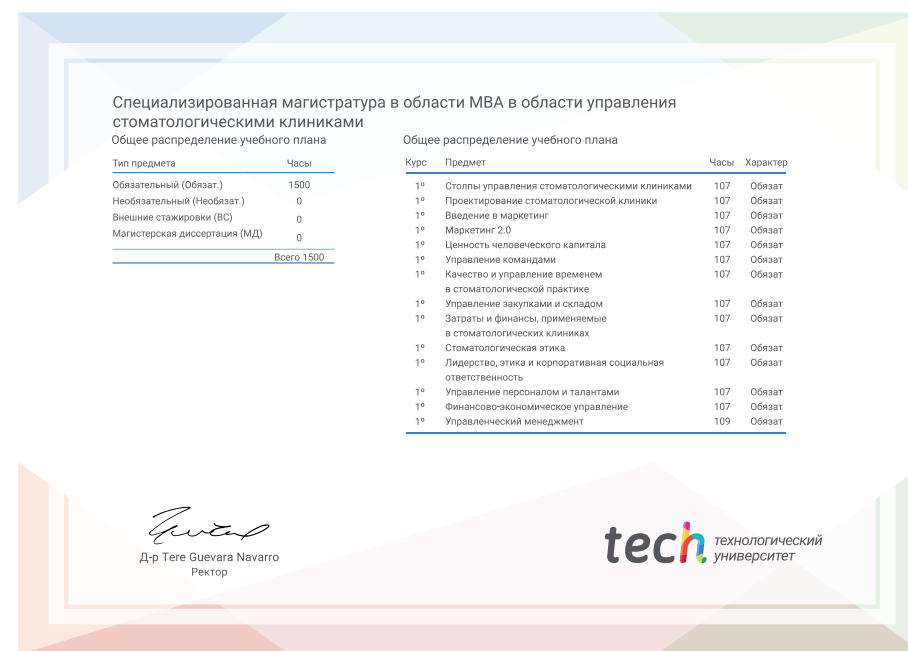 Специализированная магистратура в области MBA в области управления
стоматологическими клиниками
Общее распределение учебного плана
Тип предмета Часы
Обязательный (Обязат.) 1500
Необязательный (Необязат.) 0
Внешние стажировки (ВС) 0
Магистерская диссертация (МД) 0
Всего 1500
Общее распределение учебного плана
Курс Предмет Часы Характер
1º Столпы управления стоматологическими клиниками 107 Обязат
1º Проектирование стоматологической клиники 107 Обязат
1º Введение в маркетинг 107 Обязат
1º Маркетинг 2.0 107 Обязат
1º Ценность человеческого капитала 107 Обязат
1º Управление командами 107 Обязат
1º Качество и управление временем 107 Обязат
в стоматологической практике
1º Управление закупками и складом 107 Обязат
1º Затраты и финансы, применяемые 107 Обязат
в стоматологических клиниках
1º Стоматологическая этика 107 Обязат
1º Лидерство, этика и корпоративная социальная 107 Обязат
ответственность
1º Управление персоналом и талантами 107 Обязат
1º Финансово-экономическое управление 107 Обязат
1º Управленческий менеджмент 109 Обязат
Д-р Tere Guevara Navarro
Ректор
tech технологический
университет